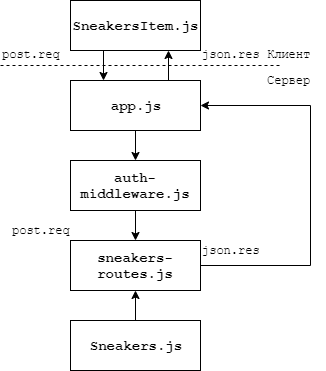 SneakersItem.js
post.req
json.res Клиент
Сервер
app.js
auth-
middleware.js
post.req
sneakers-
routes.js
json.res
Sneakers.js